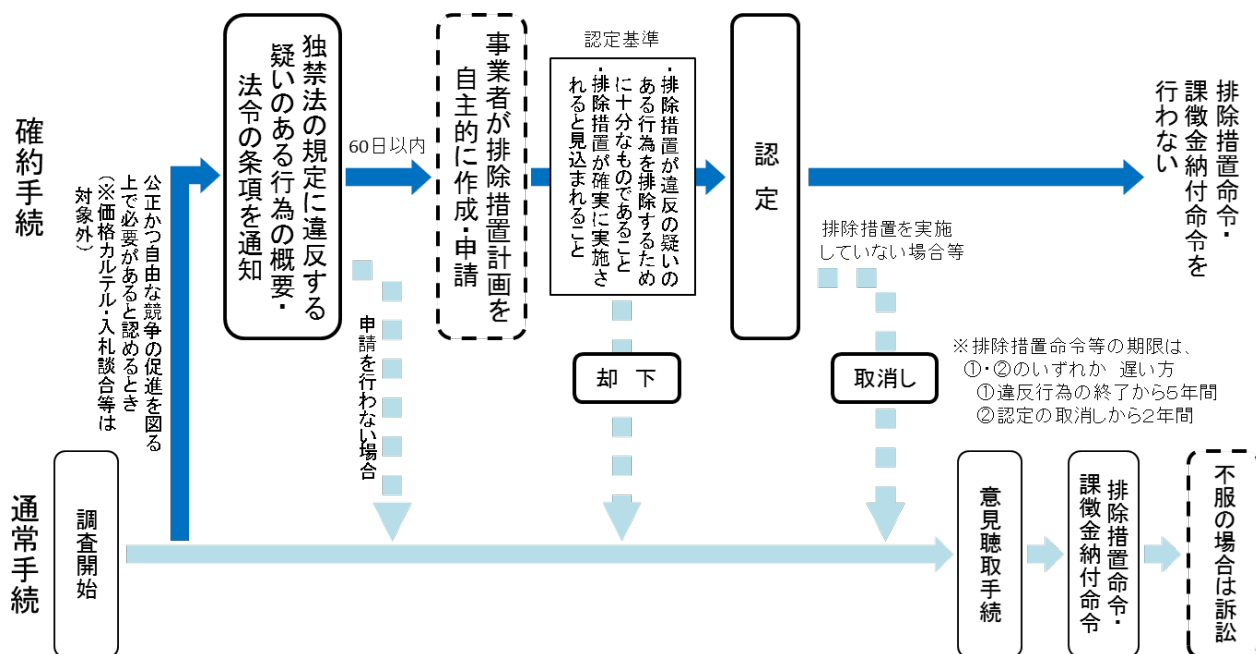 確約手続
公正かつ自由な競争の促進を図る
上で必要があると認めるとき
(※価格カルテル・入札談合等は
対象外)
独禁法の規定に違反する
疑いのある行為の概要・
法令の条項を通知
60日以内
事業者が排除措置計画を
自主的に作成・申請
認定基準
・排除措置が違反の疑いの
ある行為を排除するため
に十分なものであること
・排除措置が確実に実施さ
れると見込まれること
認定
排除措置命令・
課徴金納付命令を
行わない
申請を行わない場合
却下
排除措置を実施
していない場合等
取消し
※排除措置命令等の期限は、
①・②のいずれか 遅い方
①違反行為の終了から5年間
②認定の取消しから2年間
通常手続
調査開始
意見聴取手続
排除措置命令・
課徴金納付命令
不服の場合は訴訟